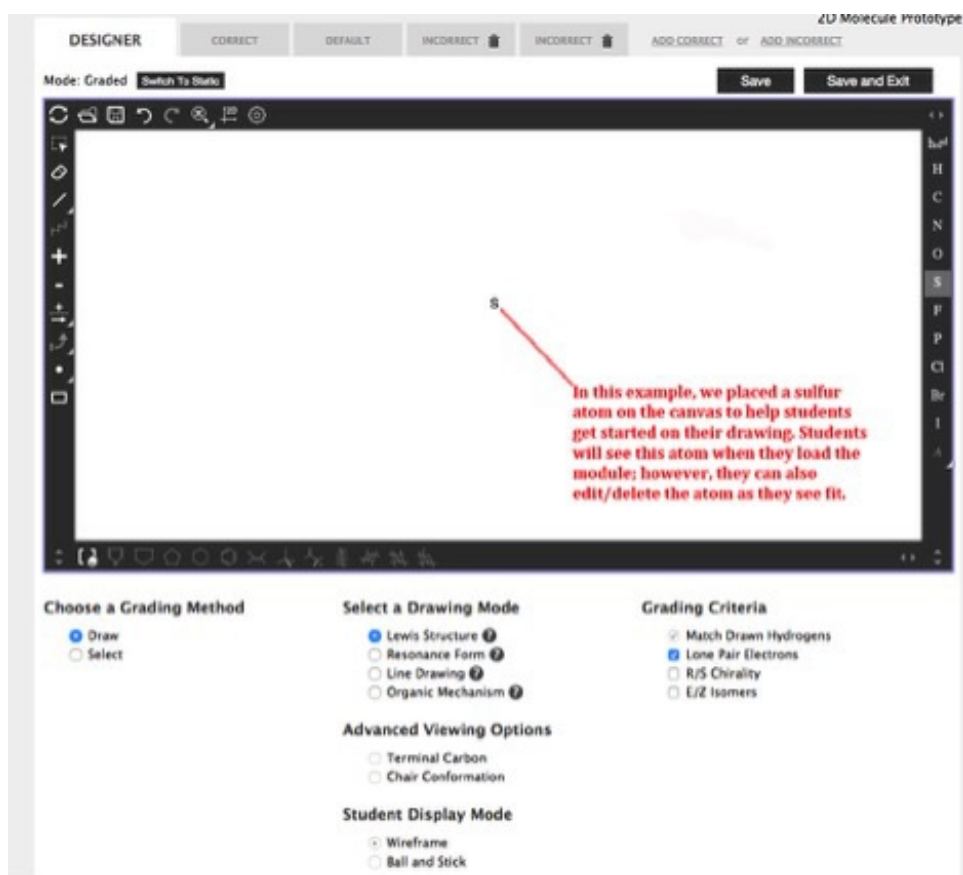 2D Molecule Prototype
DESIGNER CORRECT DEFAULT INCORRECT INCORRECT ADD CORRECT or ADD INCORRECT
Mode: Graded Switch To Static Save Save and Exit
2D
H
C
N
O
S
F
P
Cl
Br
I
A
S
In this example, we placed a sulfur
atom on the canvas to help students
get started on their drawing. Students
will see this atom when they load the
module; however, they can also
edit/delete the atom as they see fit.
Choose a Grading Method
Draw
Select
Select a Drawing Mode
Lewis Structure ?
Resonance Form ?
Line Drawing ?
Organic Mechanism ?
Advanced Viewing Options
Terminal Carbon
Chair Conformation
Student Display Mode
Wireframe
Ball and Stick
Grading Criteria
Match Drawn Hydrogens
Lone Pair Electrons
R/S Chirality
E/Z Isomers